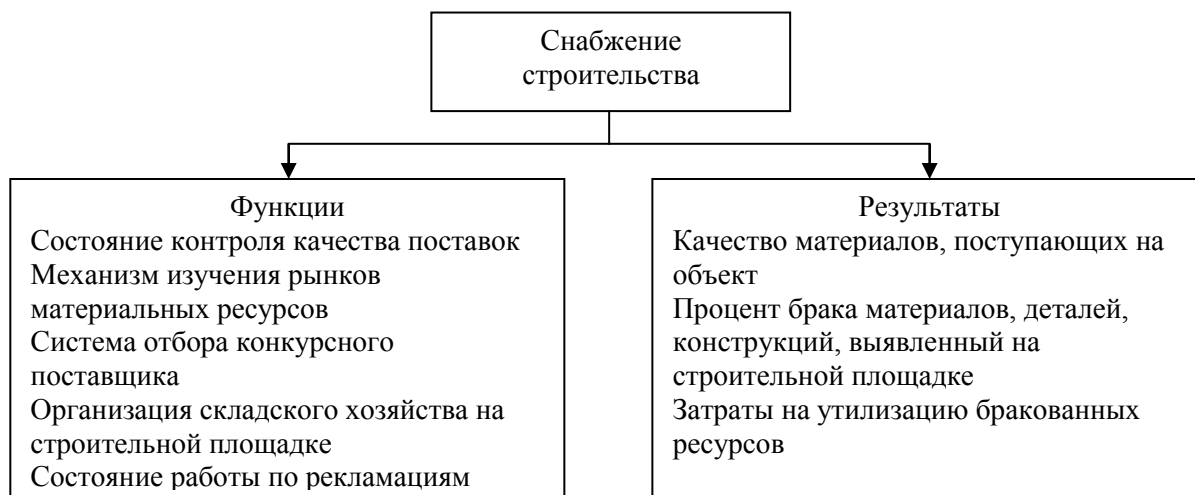 Снабжение
строительства
Функции
Состояние контроля качества поставок
Механизм изучения рынков
материальных ресурсов
Система отбора конкурсного
поставщика
Организация складского хозяйства на
строительной площадке
Состояние работы по рекламациям
Результаты
Качество материалов, поступающих на
объект
Процент брака материалов, деталей,
конструкций, выявленный на
строительной площадке
Затраты на утилизацию бракованных
ресурсов